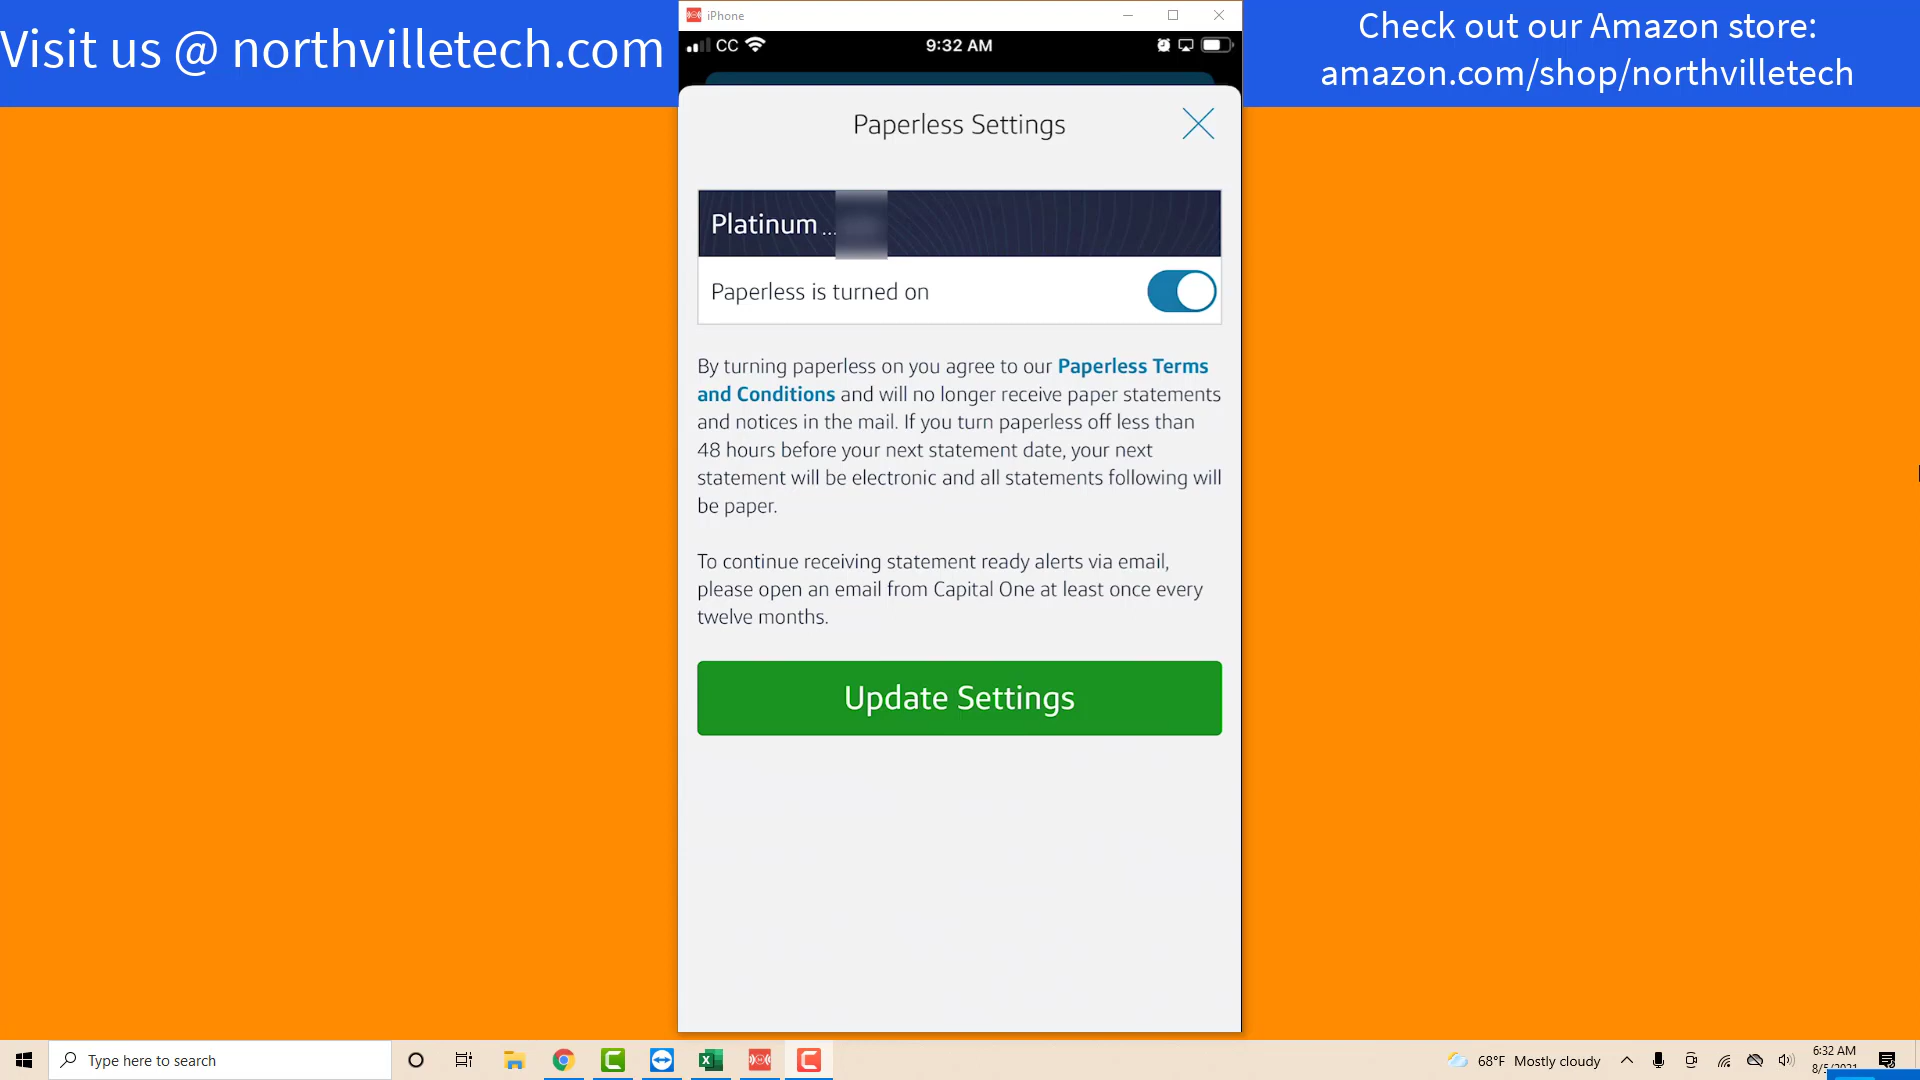 Visit us @ northvilletech.com
iPhone
CC
9:32 AM
Check out our Amazon store:
amazon.com/shop/northvilletech
Paperless Settings
Platinum ...
Paperless is turned on
By turning paperless on you agree to our Paperless Terms
and Conditions and will no longer receive paper statements
and notices in the mail. If you turn paperless off less than
48 hours before your next statement date, your next
statement will be electronic and all statements following will
be paper.
To continue receiving statement ready alerts via email,
please open an email from Capital One at least once every
twelve months.
Update Settings
Type here to search
68°F Mostly cloudy
6:32 AM